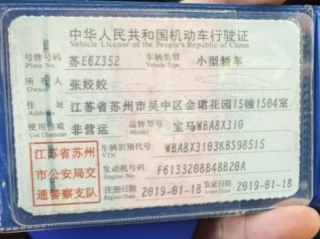 中华人民共和国机动车行驶证
Vehicle License of the People's Republic of China
号牌号码 苏E62352 车辆类型 小型轿车
Plate No. Vehicle Type
所有人 张姣姣
Owner
住址 江苏省苏州市吴中区金珺花园15幢1504室
Address
使用性质 非营运 品牌型号 宝马WBA8X310
Use Character Model
江苏省苏州 车辆识别代号 WBA8X3103KB598515
VIN
市公安局交 发动机号码 F6133208B48B20A
Engine No.
通警察支队 注册日期 2019-01-18 发证日期 2019-01-18
Register Date Issue Date